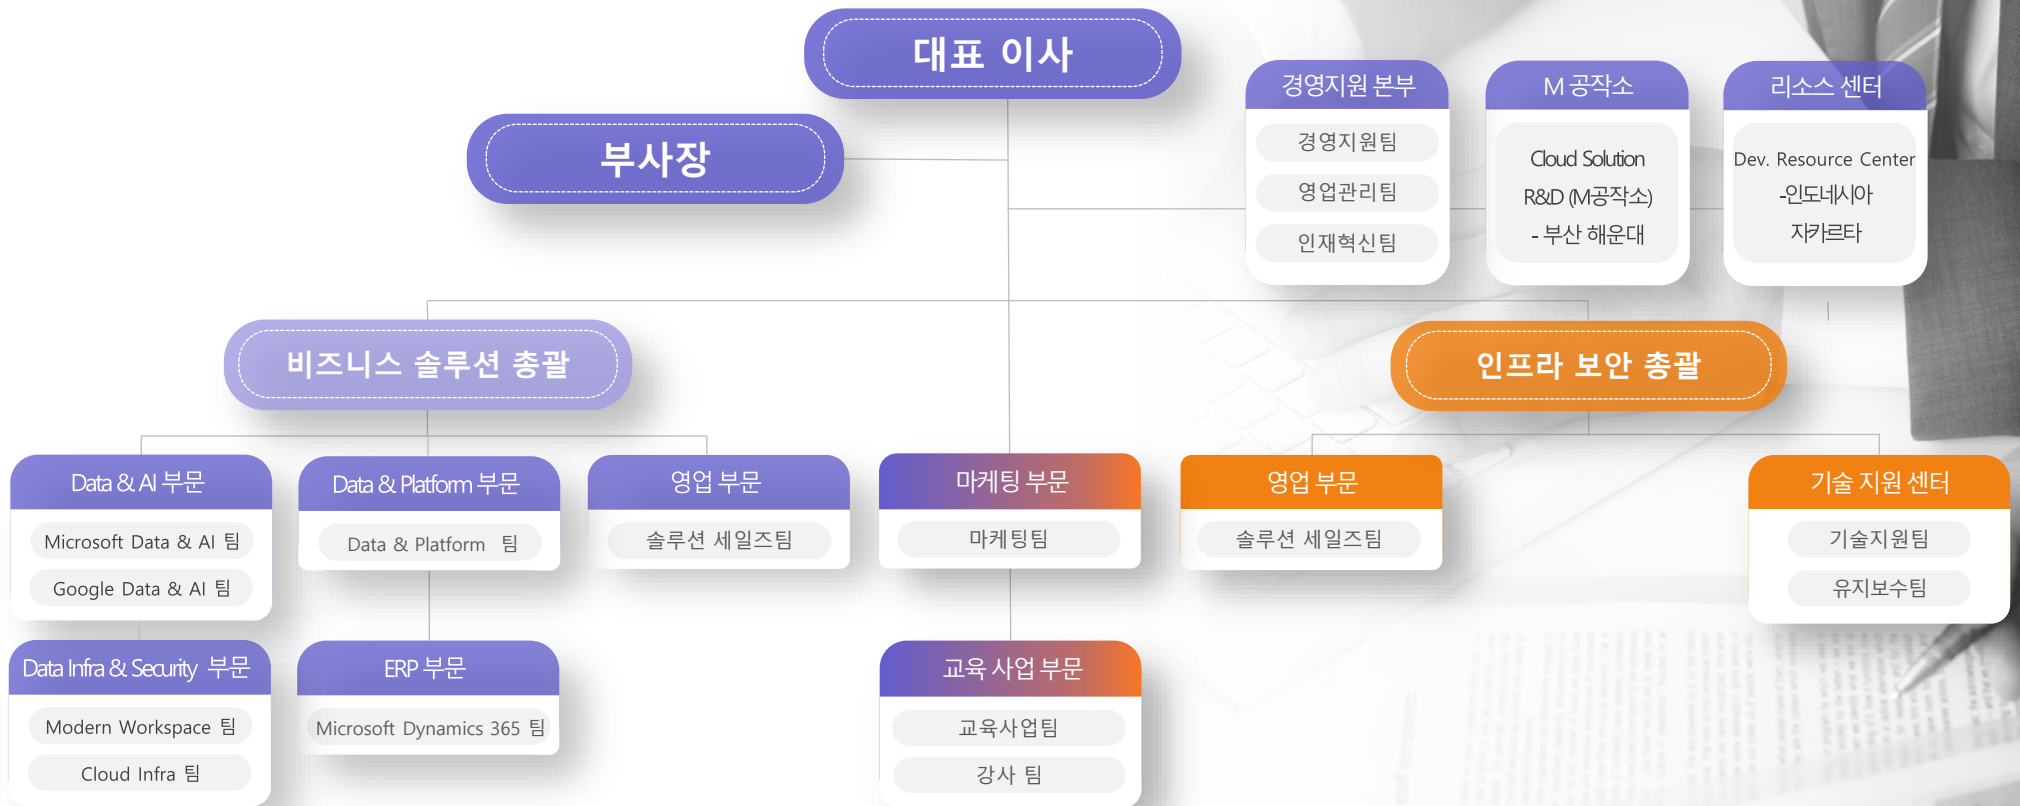 대표 이사
부사장
경영지원 본부
경영지원팀
영업관리팀
인재혁신팀
M 공작소
Cloud Solution
R&D (M공작소)
- 부산 해운대
리소스 센터
Dev. Resource Center
-인도네시아
자카르타
비즈니스 솔루션 총괄
인프라 보안 총괄
Data & AI 부문
Microsoft Data & AI 팀
Google Data & AI 팀
Data & Platform 부문
Data & Platform 팀
영업 부문
솔루션 세일즈팀
마케팅 부문
마케팅팀
영업 부문
솔루션 세일즈팀
기술 지원 센터
기술지원팀
유지보수팀
Data Infra & Security 부문
Modern Workspace 팀
Cloud Infra 팀
ERP 부문
Microsoft Dynamics 365 팀
교육 사업 부문
교육사업팀
강사 팀